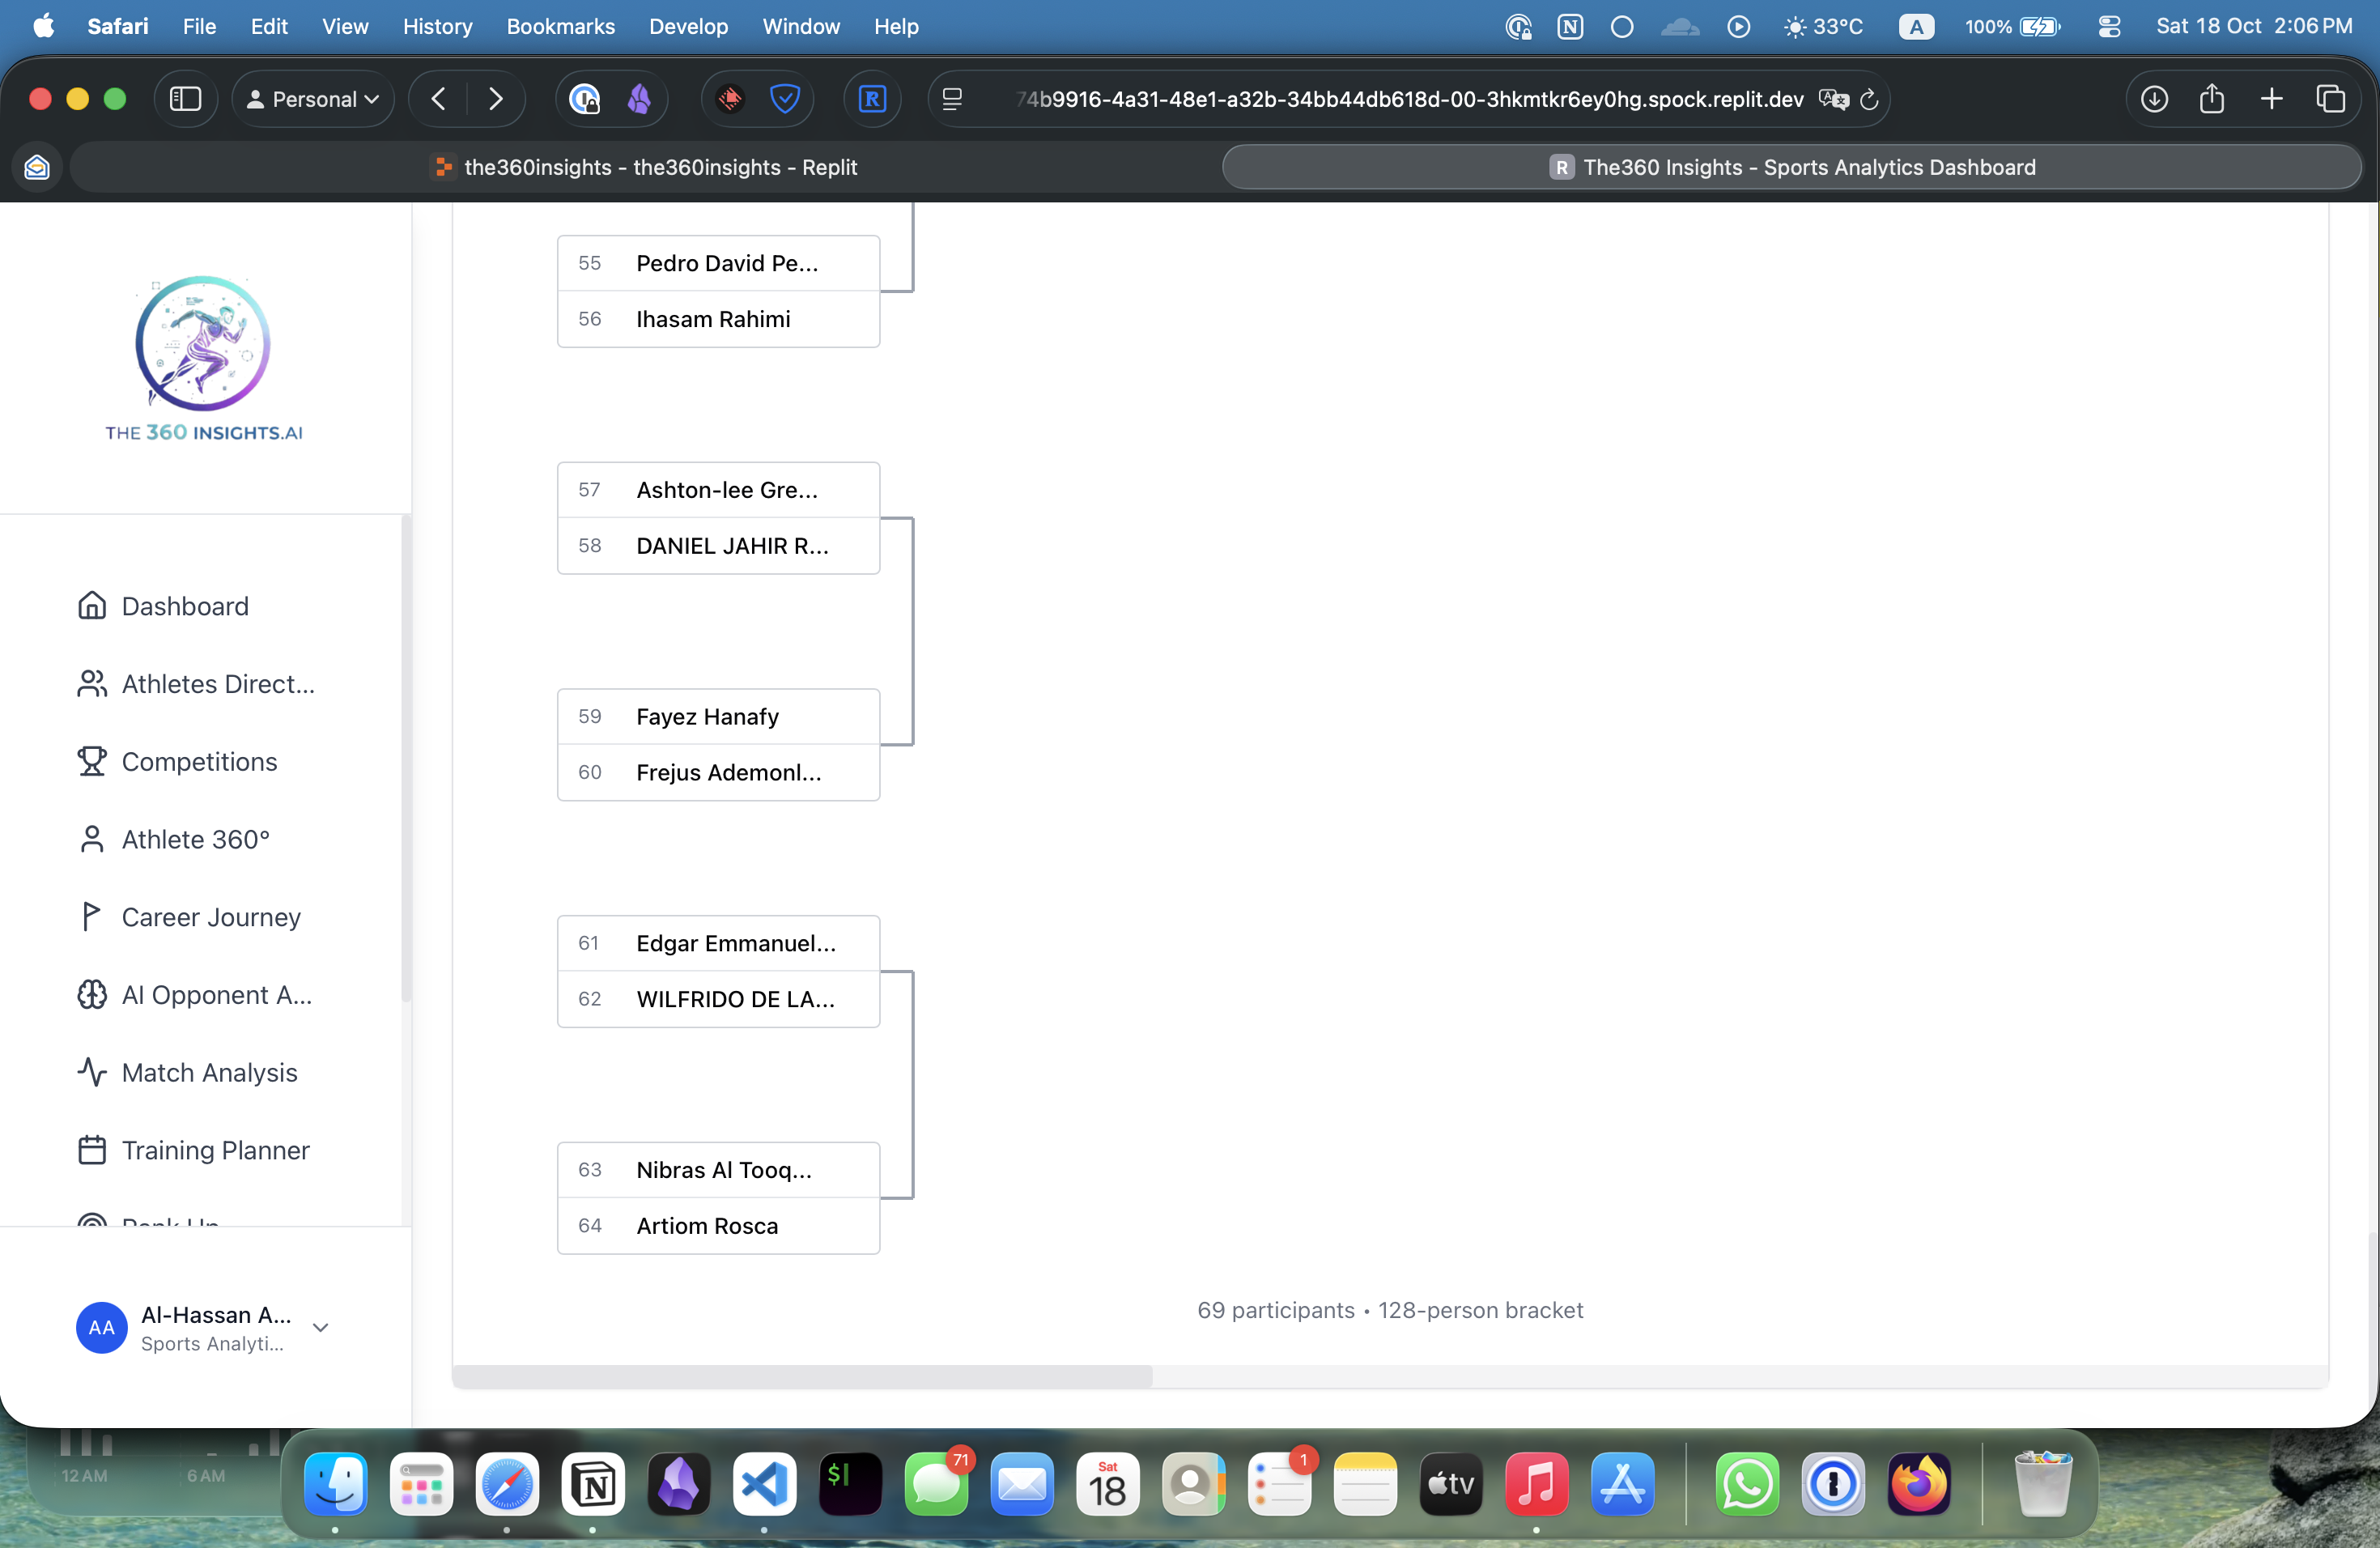 Safari File Edit View History Bookmarks Develop Window Help 33°C A 100% Sat 18 Oct 2:06 PM
Personal 74b9916-4a31-48e1-a32b-34bb44db618d-00-3hkmtkr6ey0hg.spock.replit.dev
the360insights - the360insights - Replit
R The360 Insights - Sports Analytics Dashboard
THE 360 INSIGHTS.AI
Dashboard
Athletes Direct...
Competitions
Athlete 360°
Career Journey
AI Opponent A...
Match Analysis
Training Planner
Rank Up
AA Al-Hassan A...
Sports Analyti...
55 Pedro David Pe...
56 Ihasam Rahimi
57 Ashton-lee Gre...
58 DANIEL JAHIR R...
59 Fayez Hanafy
60 Frejus Ademonl...
61 Edgar Emmanuel...
62 WILFRIDO DE LA...
63 Nibras Al Tooq...
64 Artiom Rosca
69 participants • 128-person bracket
12 AM 6 AM
$ 71 Sat 18 1 tv